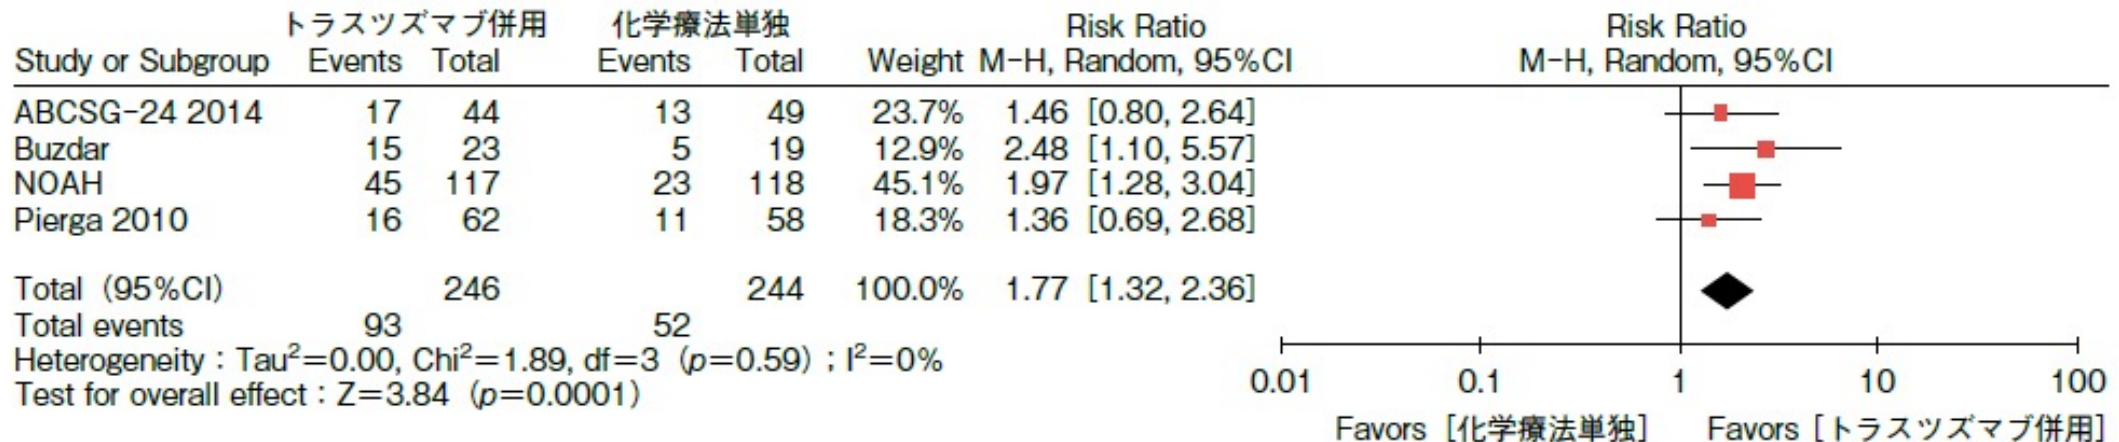 トラスツズマブ併用 化学療法単独 Risk Ratio Risk Ratio
Study or Subgroup Events Total Events Total Weight M-H, Random, 95%CI M-H, Random, 95%CI
ABCSG-24 2014 17 44 13 49 23.7% 1.46 [0.80, 2.64]
Buzdar 15 23 5 19 12.9% 2.48 [1.10, 5.57]
NOAH 45 117 23 118 45.1% 1.97 [1.28, 3.04]
Pierga 2010 16 62 11 58 18.3% 1.36 [0.69, 2.68]
Total (95%CI) 246 244 100.0% 1.77 [1.32, 2.36]
Total events 93 52
Heterogeneity：Tau²=0.00, Chi²=1.89, df=3 (p=0.59)；I²=0%
Test for overall effect：Z=3.84 (p=0.0001)
0.01 0.1 1 10 100
Favors [化学療法単独] Favors [トラスツズマブ併用]